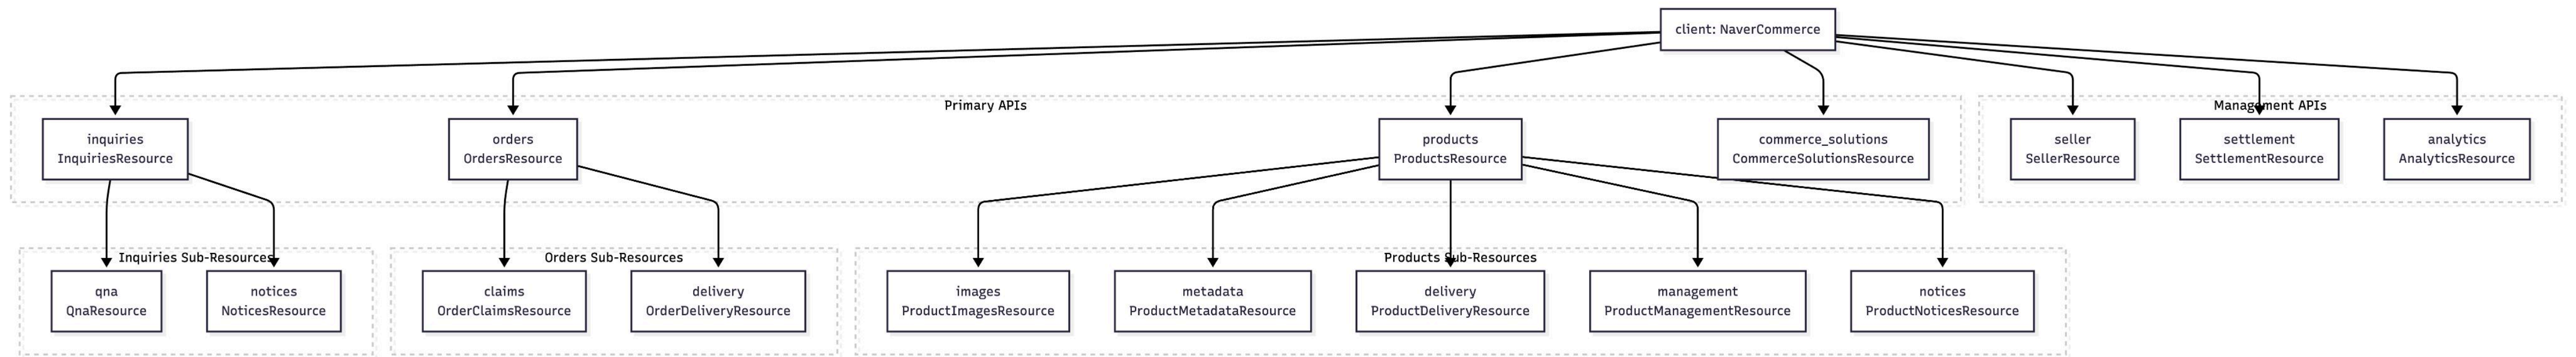 client: NaverCommerce
Primary APIs
Management APIs
inquiries
InquiriesResource
orders
OrdersResource
products
ProductsResource
commerce_solutions
CommerceSolutionsResource
seller
SellerResource
settlement
SettlementResource
analytics
AnalyticsResource
Inquiries Sub-Resources
Orders Sub-Resources
Products Sub-Resources
qna
QnaResource
notices
NoticesResource
claims
OrderClaimsResource
delivery
OrderDeliveryResource
images
ProductImagesResource
metadata
ProductMetadataResource
delivery
ProductDeliveryResource
management
ProductManagementResource
notices
ProductNoticesResource